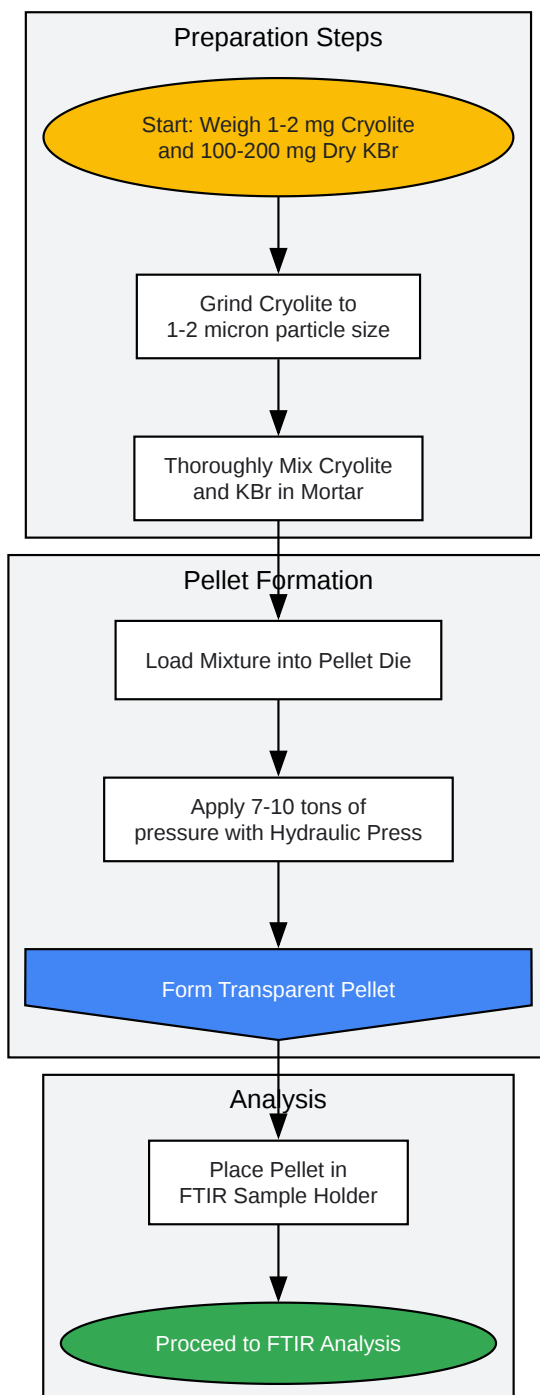 Preparation Steps
Start: Weigh 1-2 mg Cryolite
and 100-200 mg Dry KBr
Grind Cryolite to
1-2 micron particle size
Thoroughly Mix Cryolite
and KBr in Mortar
Pellet Formation
Load Mixture into Pellet Die
Apply 7-10 tons of
pressure with Hydraulic Press
Form Transparent Pellet
Analysis
Place Pellet in
FTIR Sample Holder
Proceed to FTIR Analysis